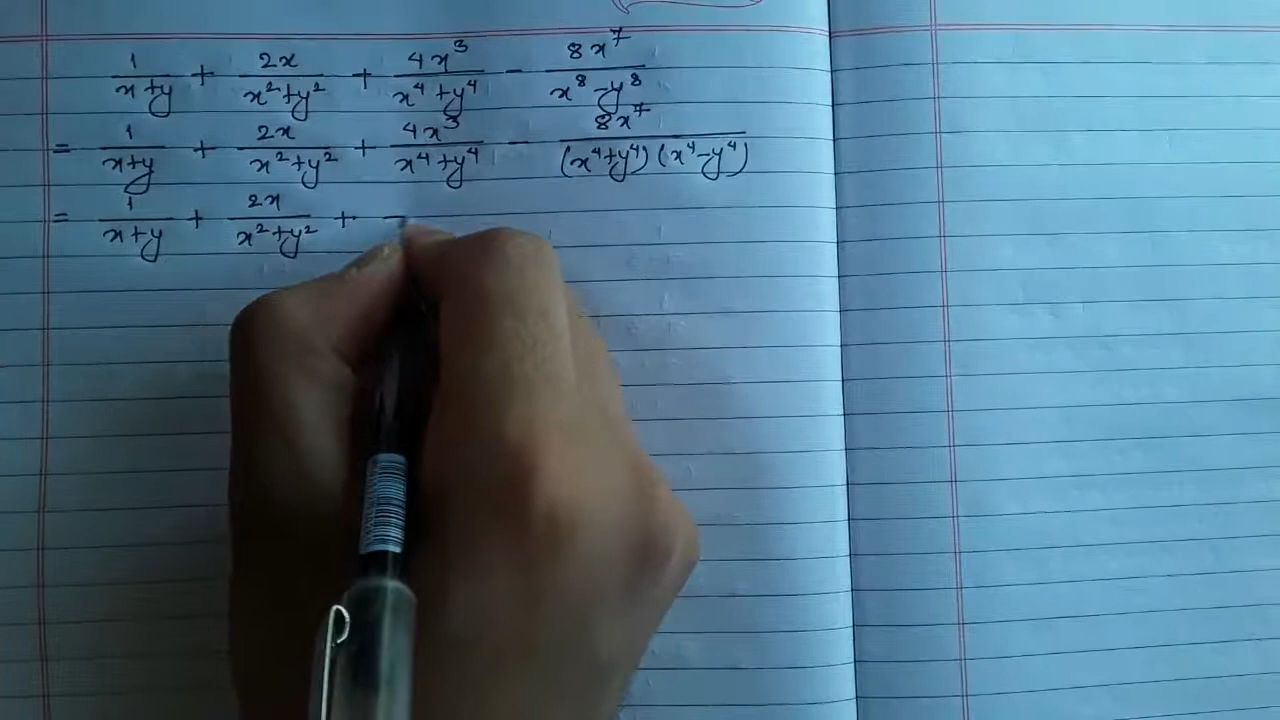 1/(x+y) + 2x/(x²+y²) + 4x³/(x⁴+y⁴) - 8x⁷/(x⁸-y⁸)
= 1/(x+y) + 2x/(x²+y²) + 4x³/(x⁴+y⁴) - 8x⁷/((x⁴+y⁴)(x⁴-y⁴))
= 1/(x+y) + 2x/(x²+y²) +